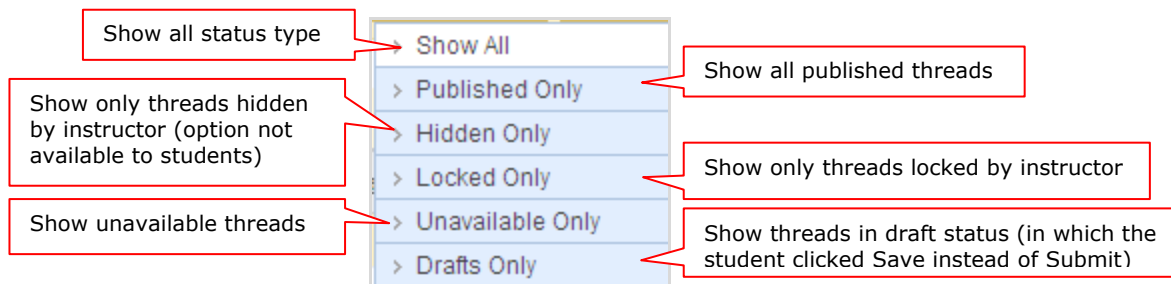 Show all status type
Show All
Show all published threads
Published Only
Show only threads hidden
by instructor (option not
available to students)
Hidden Only
Locked Only
Show only threads locked by instructor
Show unavailable threads
Unavailable Only
Show threads in draft status (in which the
student clicked Save instead of Submit)
Drafts Only